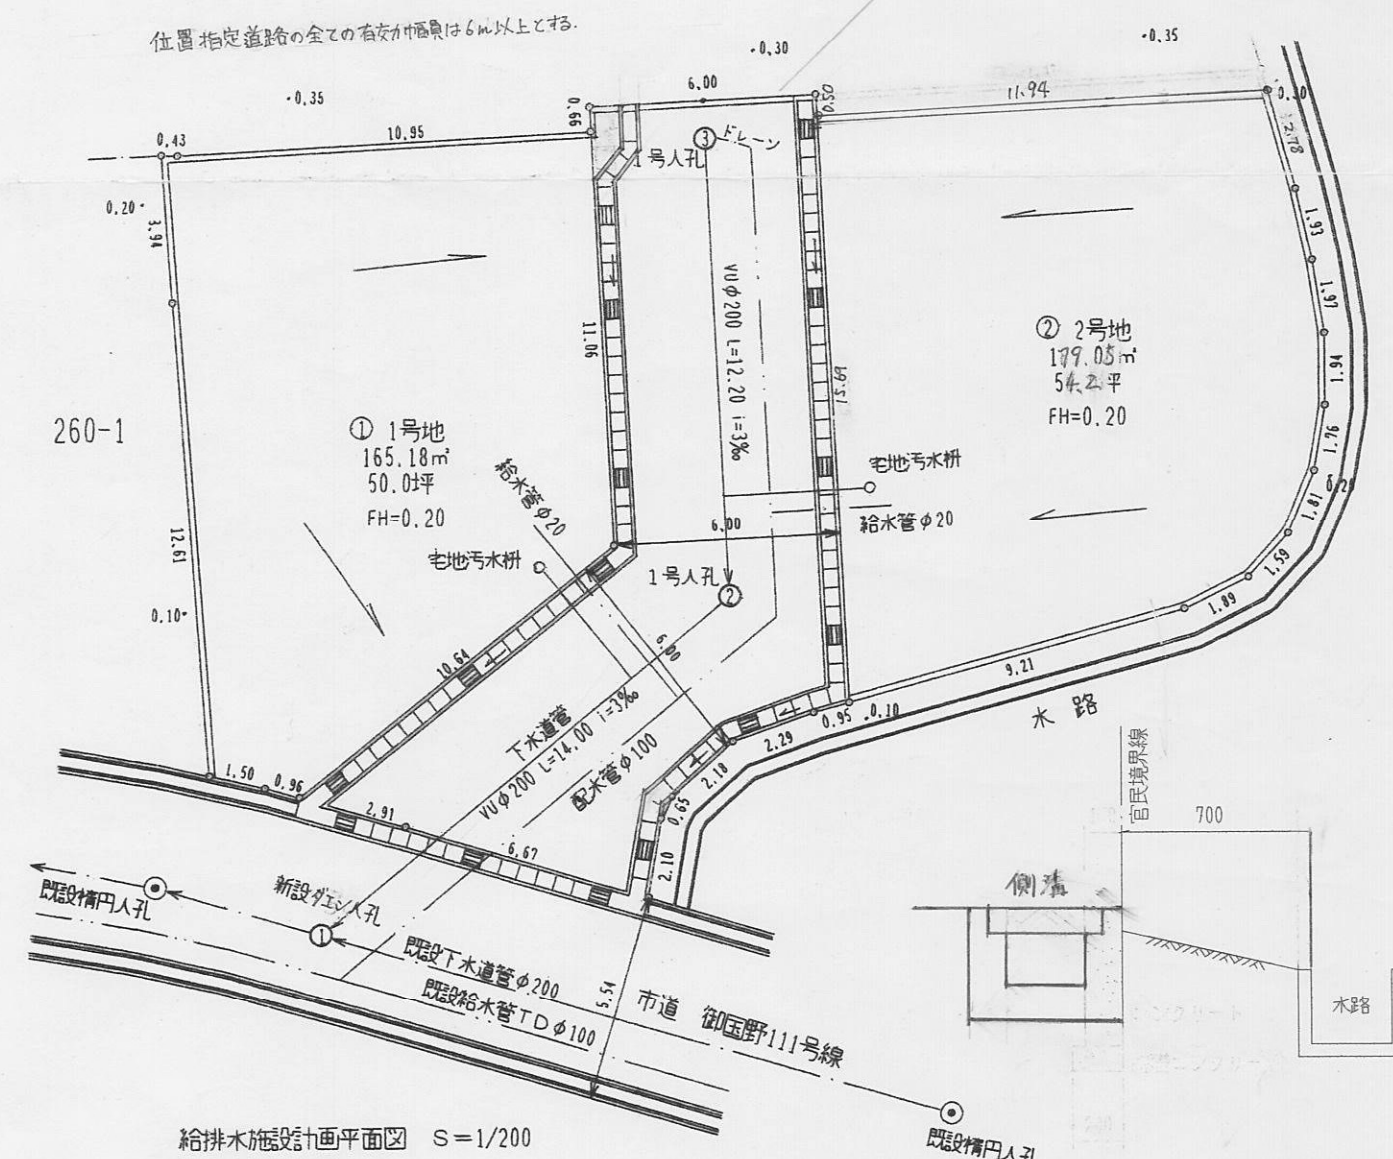 位置指定道路の全ての有効幅員は6m以上とする.
・0.30
・0.35
・0.35
6.00
0.50
11.94
0.30
0.66
0.43
10.95
③
ドレーン
1号人孔
2.78
0.20・
3.94
1.93
1.97
VUφ200 L=12.20 i=3‰
11.06
15.69
② 2号地
179.05㎡
54.2坪
FH=0.20
1.94
260-1
① 1号地
165.18㎡
50.0坪
FH=0.20
1.76
給水管φ20
宅地汚水桝
給水管φ20
1.81
6.00
12.61
宅地汚水桝
1号人孔
②
1.59
1.89
0.10・
6.00
10.64
9.21
水路
下水道管
VUφ200 L=14.00 i=3‰
配水管φ100
0.95
.0.10
2.29
2.18
0.65
1.50
0.96
2.91
6.67
2.10
官民境界線
700
側溝
水路
既設楕円人孔
新設ダエン人孔
①
既設下水道管φ200
既設給水管TDφ100
5.54
市道 御国野111号線
既設楕円人孔
給排水施設計画平面図 S=1/200